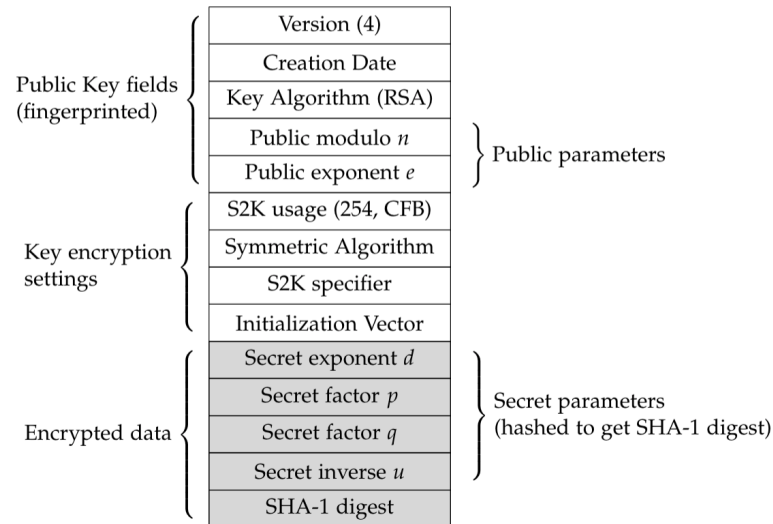 Version (4)
Creation Date
Key Algorithm (RSA)
Public modulo n
Public exponent e
S2K usage (254, CFB)
Symmetric Algorithm
S2K specifier
Initialization Vector
Secret exponent d
Secret factor p
Secret factor q
Secret inverse u
SHA-1 digest
Public Key fields
(fingerprinted)
Key encryption
settings
Encrypted data
Public parameters
Secret parameters
(hashed to get SHA-1 digest)